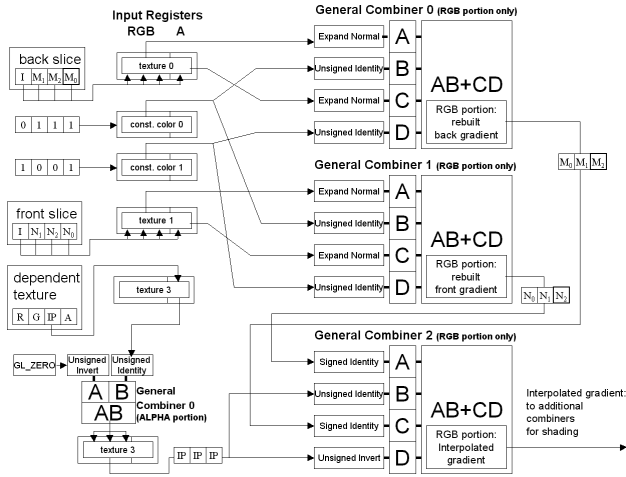 Input Registers
RGB A
General Combiner 0 (RGB portion only)
back slice
I M1 M2 M0
texture 0
0 1 1 1
const. color 0
1 0 0 1
const. color 1
Expand Normal A
Unsigned Identity B
Expand Normal C
Unsigned Identity D
AB+CD
RGB portion:
rebuilt
back gradient
M0 M1 M2
General Combiner 1 (RGB portion only)
front slice
I N1 N2 N0
texture 1
Expand Normal A
Unsigned Identity B
Expand Normal C
Unsigned Identity D
AB+CD
RGB portion:
rebuilt
front gradient
N0 N1 N2
dependent
texture
R G IP A
texture 3
GL_ZERO
Unsigned
Invert
Unsigned
Identity
A B
AB
General
Combiner 0
(ALPHA portion)
texture 3
IP IP IP
General Combiner 2 (RGB portion only)
Signed Identity A
Unsigned Identity B
Signed Identity C
Unsigned Invert D
AB+CD
RGB portion:
Interpolated
gradient
Interpolated gradient:
to additional
combiners
for shading